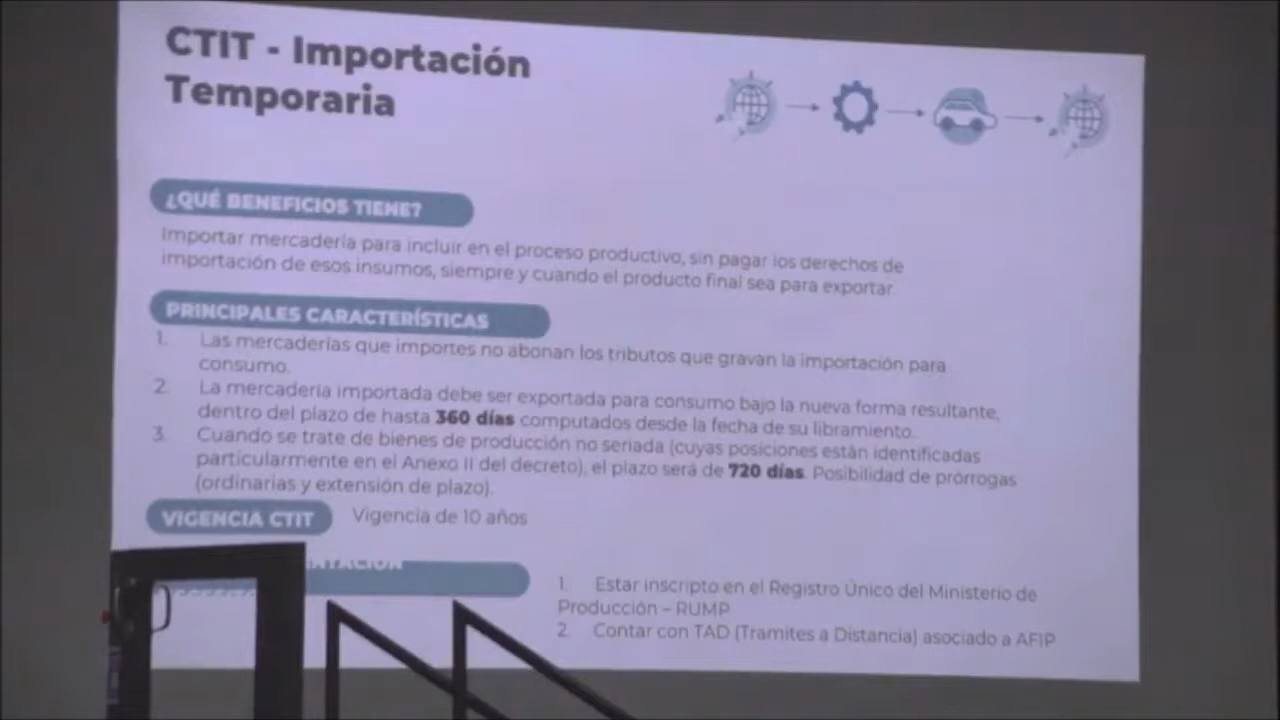 CTIT - Importación
Temporaria
¿QUÉ BENEFICIOS TIENE?
Importar mercadería para incluir en el proceso productivo, sin pagar los derechos de
importación de esos insumos, siempre y cuando el producto final sea para exportar
PRINCIPALES CARACTERÍSTICAS
1. Las mercaderías que importes no abonan los tributos que gravan la importación para
consumo.
2. La mercadería importada debe ser exportada para consumo bajo la nueva forma resultante,
dentro del plazo de hasta 360 días computados desde la fecha de su libramiento.
3. Cuando se trate de bienes de producción no seriada (cuyas posiciones están identificadas
particularmente en el Anexo II del decreto), el plazo será de 720 días. Posibilidad de prórrogas
(ordinarias y extensión de plazo).
VIGENCIA CTIT Vigencia de 10 años
1. Estar inscripto en el Registro Único del Ministerio de
Producción – RUMP
2. Contar con TAD (Tramites a Distancia) asociado a AFIP